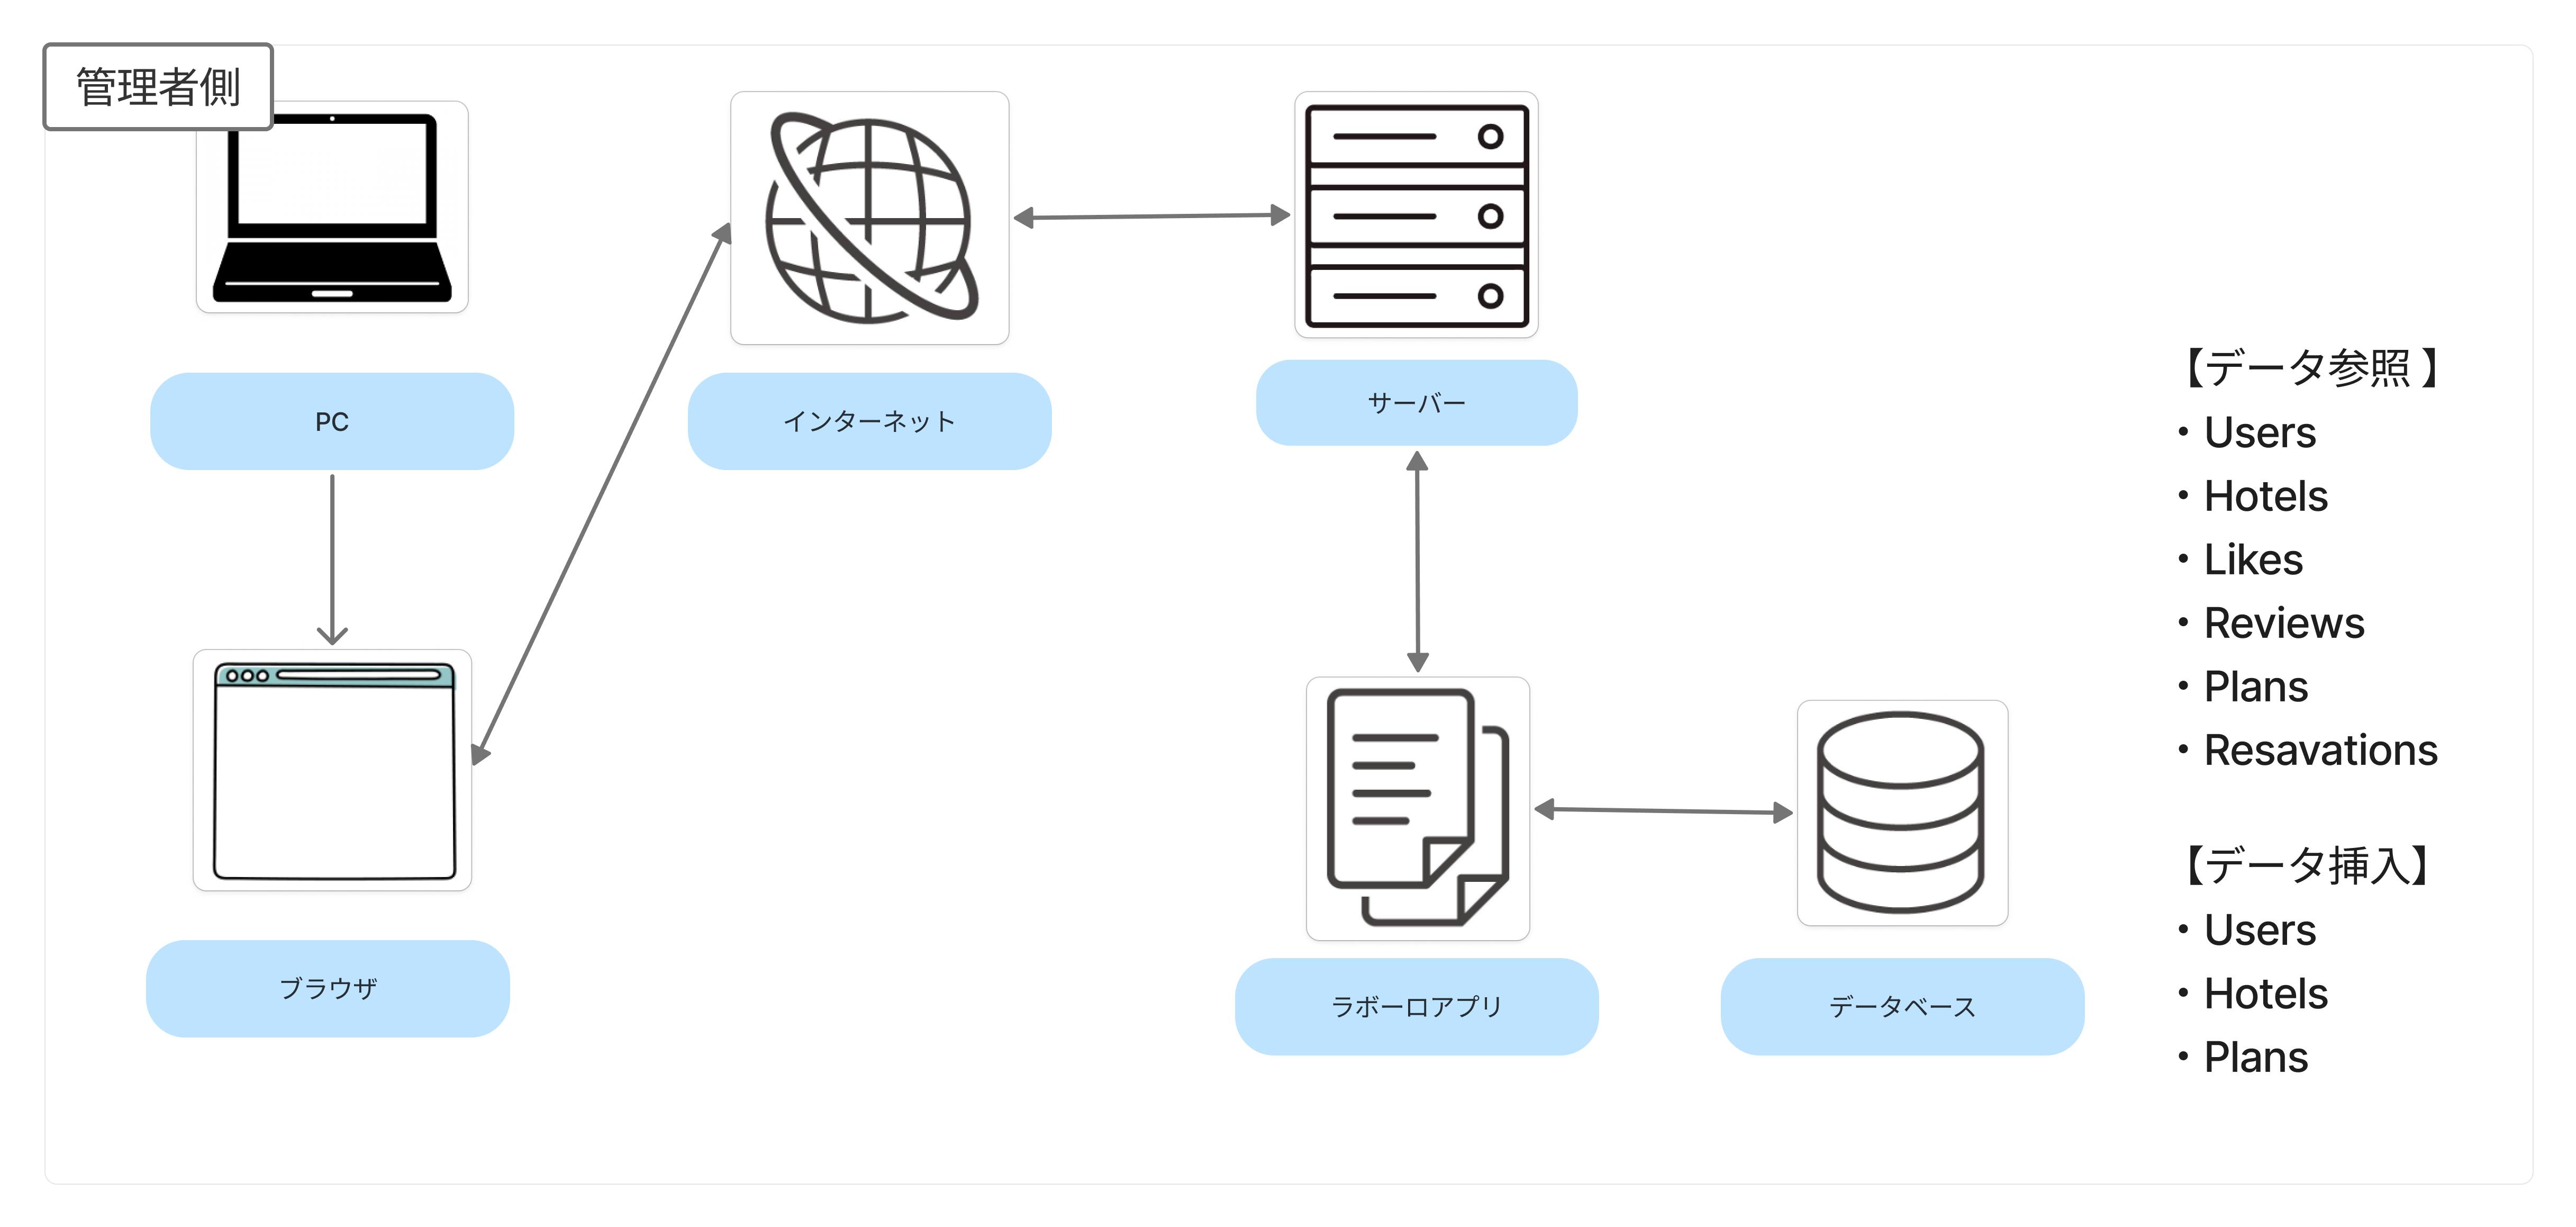 管理者側
PC
インターネット
サーバー
ブラウザ
ラボーロアプリ
データベース
【データ参照 】
・Users
・Hotels
・Likes
・Reviews
・Plans
・Resavations
【データ挿入】
・Users
・Hotels
・Plans